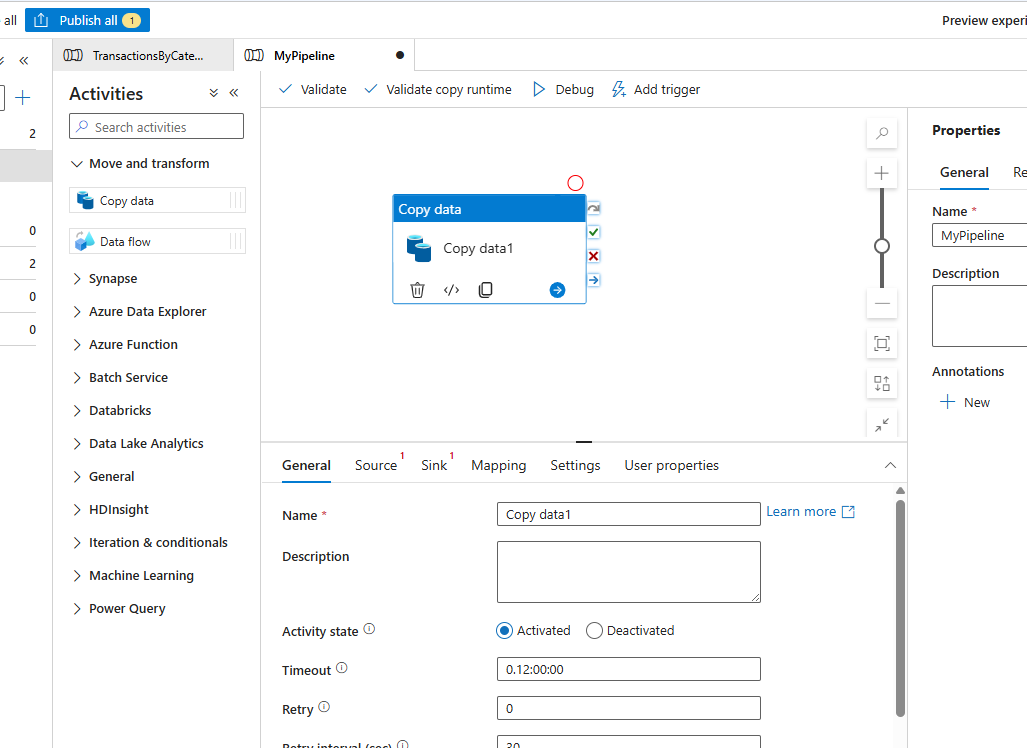 all
Publish all
1
Preview experi
TransactionsByCate...
MyPipeline
Activities
Validate
Validate copy runtime
Debug
Add trigger
Search activities
2
0
2
0
0
Move and transform
Copy data
Data flow
Synapse
Azure Data Explorer
Azure Function
Batch Service
Databricks
Data Lake Analytics
General
HDInsight
Iteration & conditionals
Machine Learning
Power Query
Copy data
Copy data1
Properties
General
Re
Name *
MyPipeline
Description
Annotations
New
General
Source 1
Sink 1
Mapping
Settings
User properties
Name *
Copy data1
Learn more
Description
Activity state
Activated
Deactivated
Timeout
0.12:00:00
Retry
0
Retry interval (sec)
30